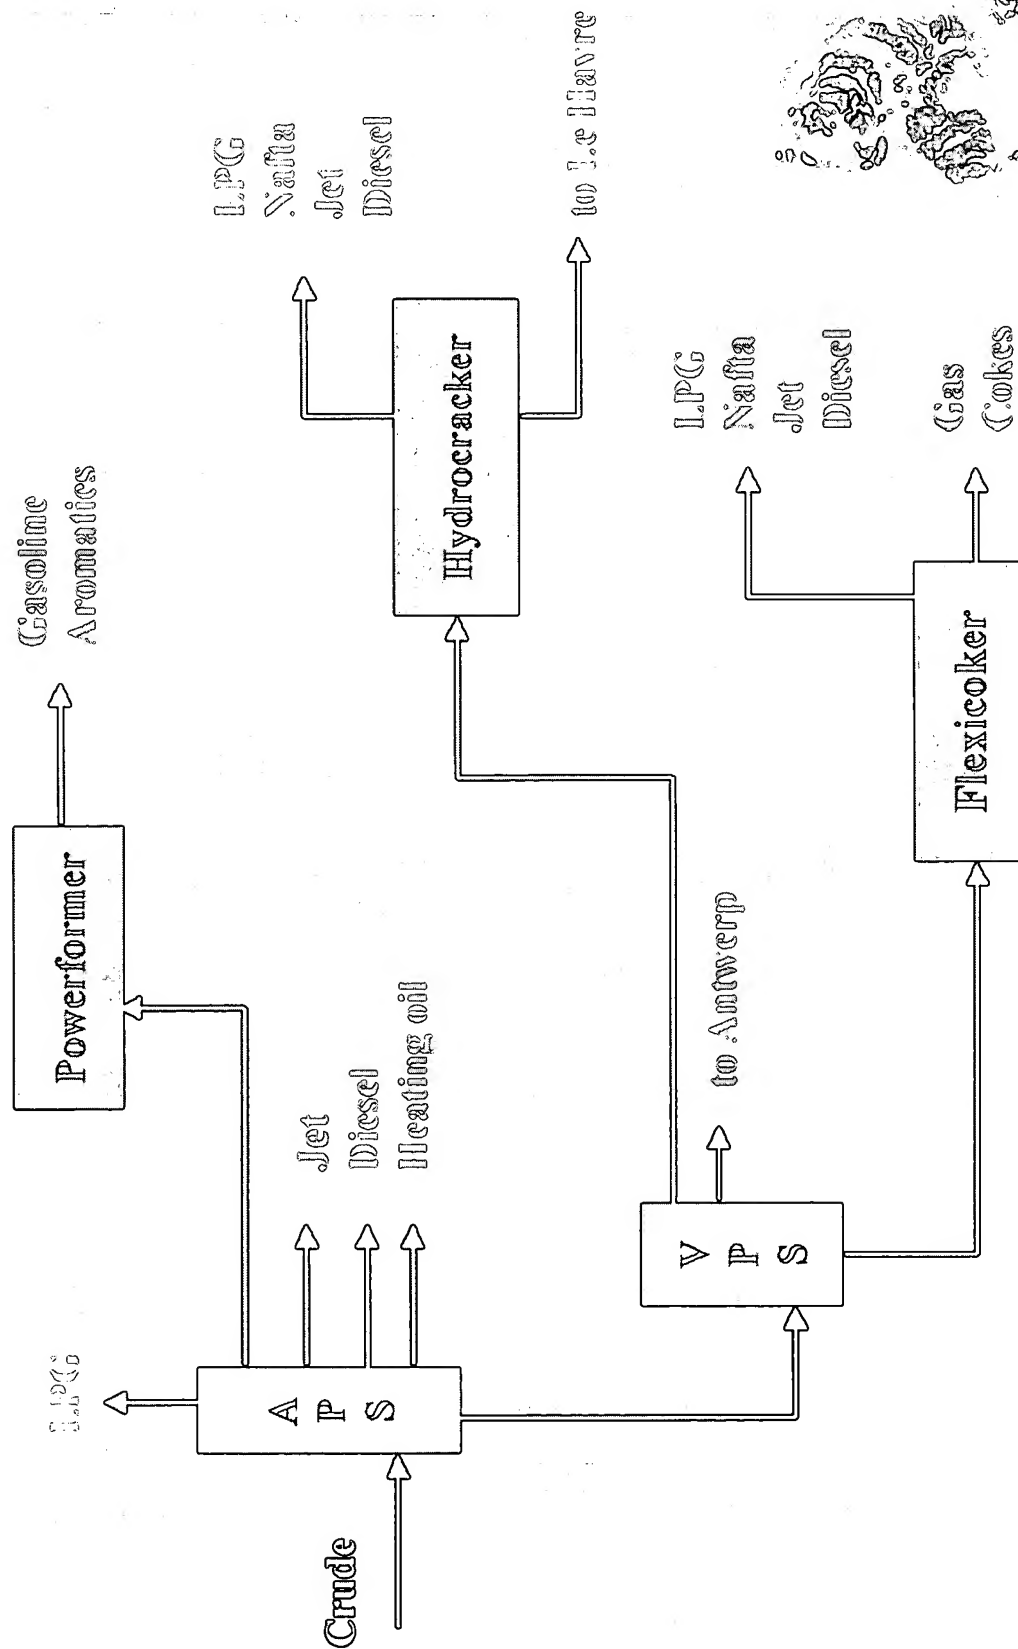 Crude
LPG
A
P
S
Jet
Diesel
Heating oil
Powerformer
Gasoline
Aromatics
V
P
S
to Antwerp
Hydrocracker
LPG
Nafta
Jet
Diesel
to Le Havre
Flexicoker
LPG
Nafta
Jet
Diesel
Gas
Cokes